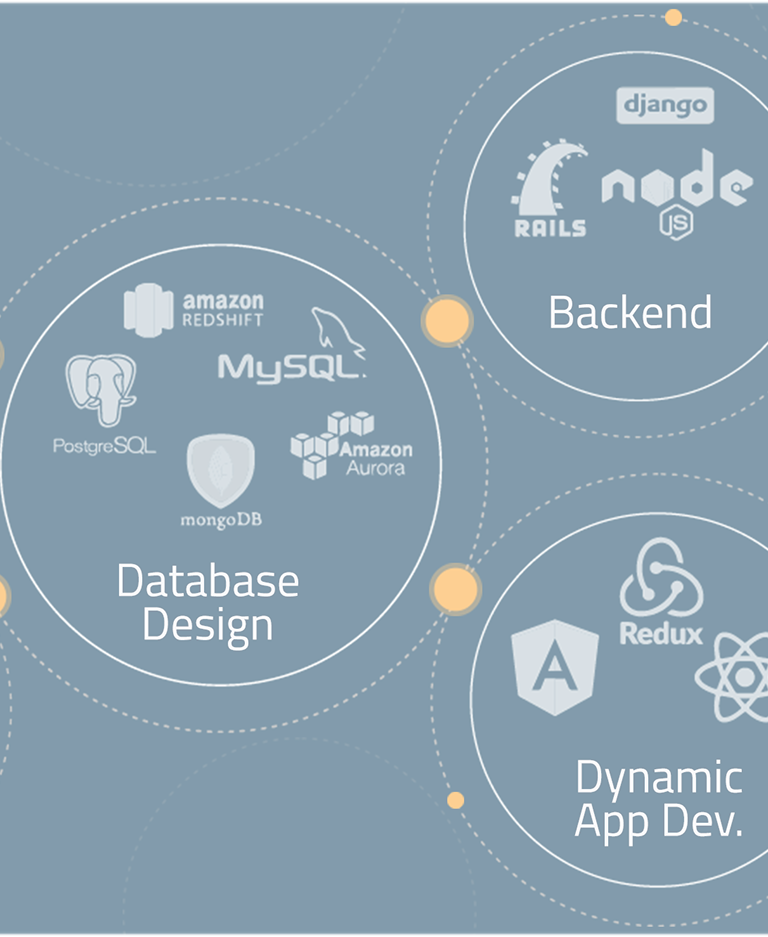 django
RAILS
node
JS
Backend
amazon
REDSHIFT
MySQL.
PostgreSQL
Amazon
Aurora
mongoDB
Database
Design
Redux
A
Dynamic
App Dev.